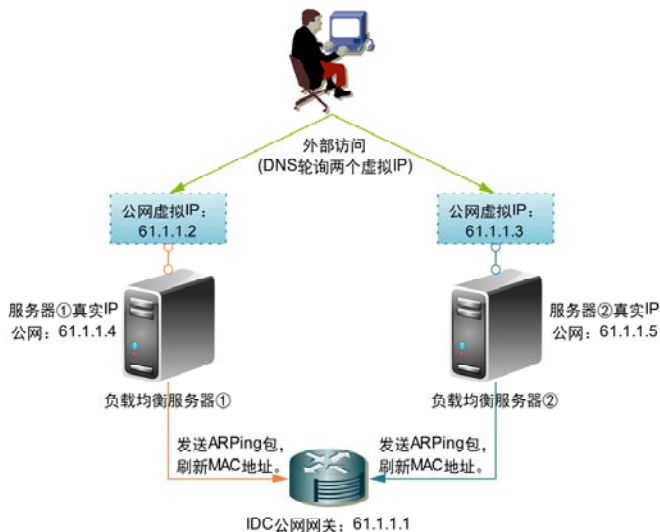 外部访问
(DNS轮询两个虚拟IP)
公网虚拟IP：
61.1.1.2
公网虚拟IP：
61.1.1.3
服务器①真实IP
公网：61.1.1.4
服务器②真实IP
公网：61.1.1.5
负载均衡服务器①
负载均衡服务器②
发送ARPing包，
刷新MAC地址。
发送ARPing包，
刷新MAC地址。
IDC公网网关：61.1.1.1